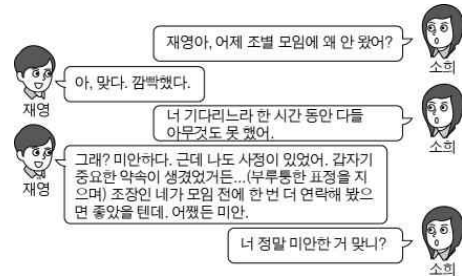 재영아, 어제 조별 모임에 왜 안 왔어?
소희
아, 맞다. 깜빡했다.
재영
너 기다리느라 한 시간 동안 다들
아무것도 못 했어.
소희
그래? 미안하다. 근데 나도 사정이 있었어. 갑자기
중요한 약속이 생겼었거든...(부루퉁한 표정을 지
으며) 조장인 네가 모임 전에 한 번 더 연락해 봤으
면 좋았을 텐데. 어쨌든 미안.
재영
너 정말 미안한 거 맞니?
소희